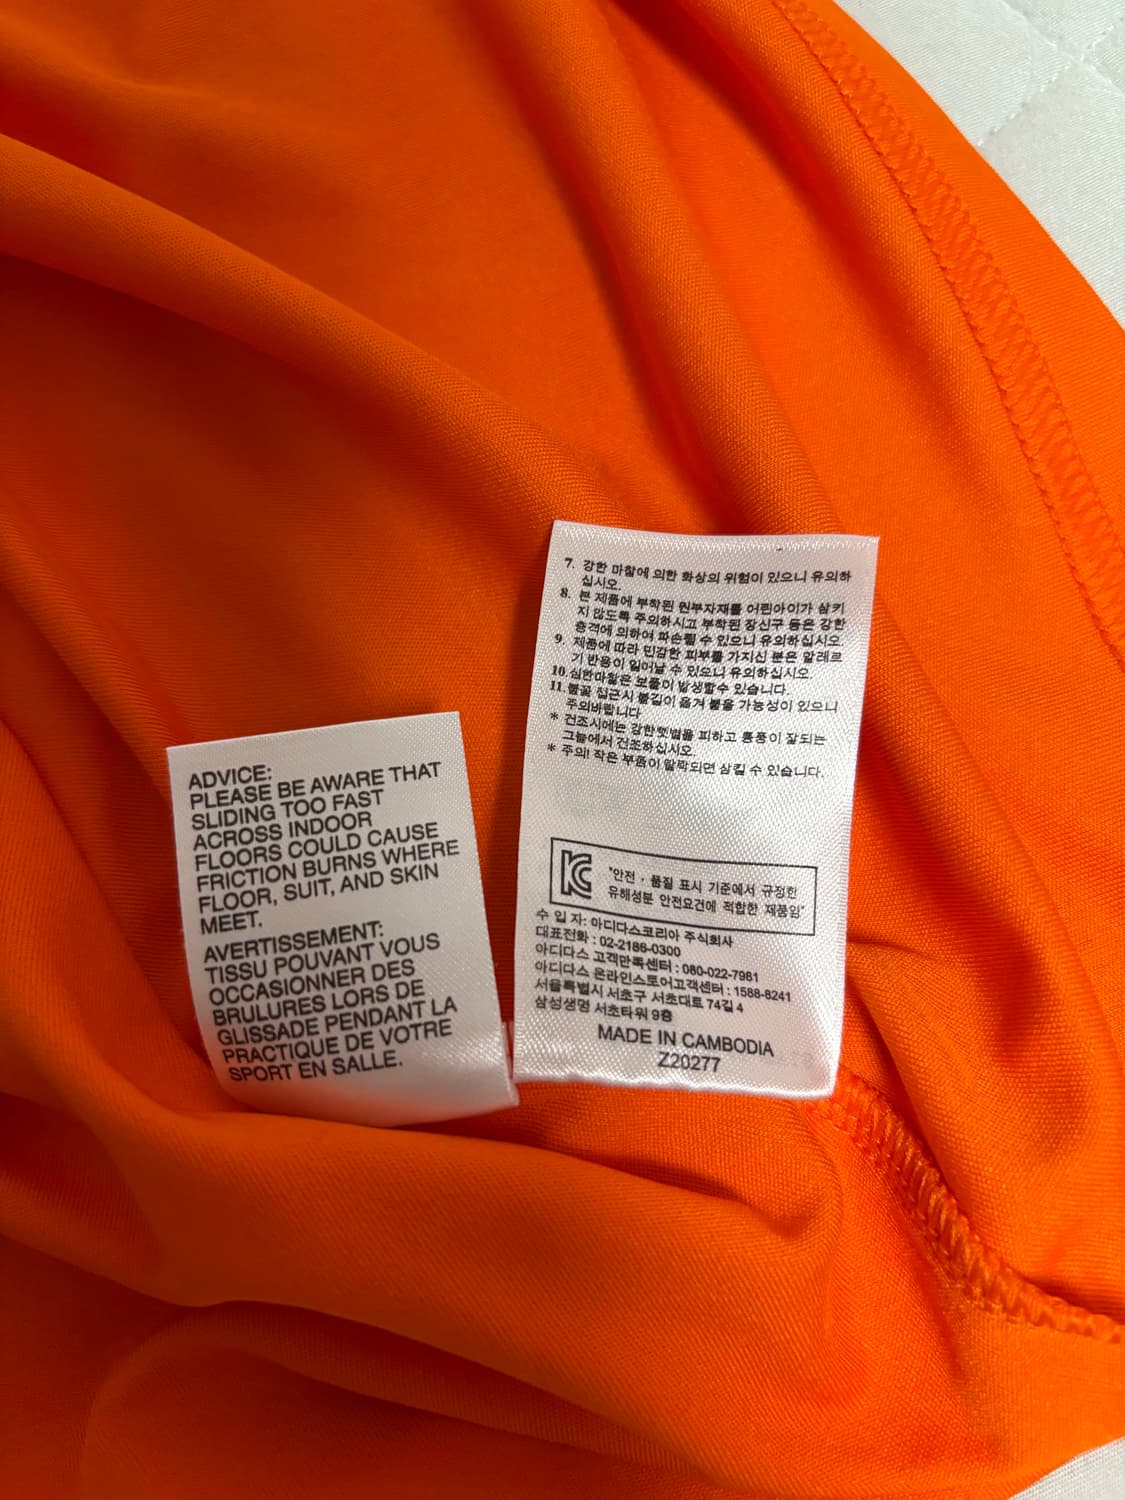 ADVICE:
PLEASE BE AWARE THAT
SLIDING TOO FAST
ACROSS INDOOR
FLOORS COULD CAUSE
FRICTION BURNS WHERE
FLOOR, SUIT, AND SKIN
MEET.
AVERTISSEMENT:
TISSU POUVANT VOUS
OCCASIONNER DES
BRULURES LORS DE
GLISSADE PENDANT LA
PRACTIQUE DE VOTRE
SPORT EN SALLE.
7. 강한 마찰에 의한 화상의 위험이 있으니 유의하
십시오.
8. 본 제품에 부착된 원부자재를 어린아이가 삼키
지 않도록 주의하시고 부착된 장신구 등은 강한
충격에 의하여 파손될 수 있으니 유의하십시오.
9. 제품에 따라 민감한 피부를 가지신 분은 알레르
기 반응이 일어날 수 있으니 유의하십시오.
10. 심한마찰은 보풀이 발생할수 있습니다.
11. 불꽃 접근시 불길이 옮겨 붙을 가능성이 있으니
주의바랍니다
* 건조시에는 강한햇볕을 피하고 통풍이 잘되는
그늘에서 건조하십시오.
* 주의! 작은 부품이 탈락되면 삼킬 수 있습니다.
KC "안전 · 품질 표시 기준에서 규정한
유해성분 안전요건에 적합한 제품임"
수 입 자: 아디다스코리아 주식회사
대표전화 : 02-2186-0300
아디다스 고객만족센터 : 080-022-7981
아디다스 온라인스토어고객센터 : 1588-8241
서울특별시 서초구 서초대로 74길 4
삼성생명 서초타워 9층
MADE IN CAMBODIA
Z20277